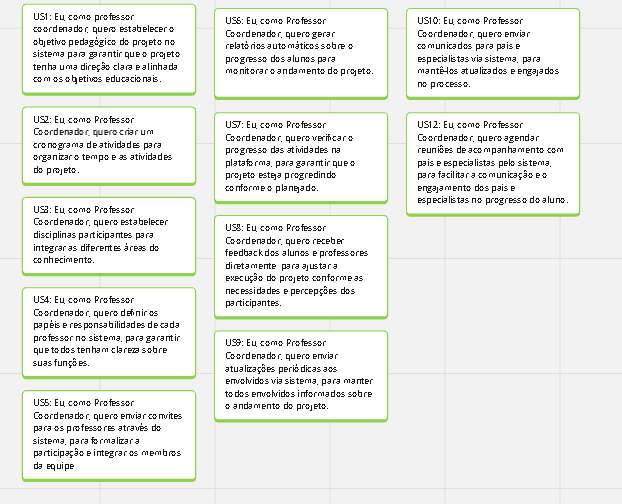 US1: Eu, como professor
coordenador, quero estabelecer o
objetivo pedagógico do projeto no
sistema para garantir que o projeto
tenha uma direção clara e alinhada
com os objetivos educacionais.
US2: Eu, como Professor
Coordenador, quero criar um
cronograma de atividades para
organizar o tempo e as atividades
do projeto.
US3: Eu, como Professor
Coordenador, quero estabelecer
disciplinas participantes para
integrar as diferentes áreas do
conhecimento.
US4: Eu, como Professor
Coordenador, quero definir os
papéis e responsabilidades de cada
professor no sistema, para garantir
que todos tenham clareza sobre
suas funções.
US5: Eu, como Professor
Coordenador, quero enviar convites
para os professores através do
sistema, para formalizar a
participação e integrar os membros
da equipe
US6: Eu, como Professor
Coordenador, quero gerar
relatórios automáticos sobre o
progresso dos alunos para
monitorar o andamento do projeto.
US7: Eu, como Professor
Coordenador, quero verificar o
progresso das atividades na
plataforma, para garantir que o
projeto esteja progredindo
conforme o planejado.
US8: Eu, como Professor
Coordenador, quero receber
feedback dos alunos e professores
diretamente para ajustar a
execução do projeto conforme as
necessidades e percepções dos
participantes.
US9: Eu, como Professor
Coordenador, quero enviar
atualizações periódicas aos
envolvidos via sistema, para manter
todos envolvidos informados sobre
o andamento do projeto.
US10: Eu, como Professor
Coordenador, quero enviar
comunicados para pais e
especialistas via sistema, para
mantê-los atualizados e engajados
no processo.
US12: Eu, como Professor
Coordenador, quero agendar
reuniões de acompanhamento com
pais e especialistas pelo sistema,
para facilitar a comunicação e o
engajamento dos pais e
especialistas no progresso do aluno.